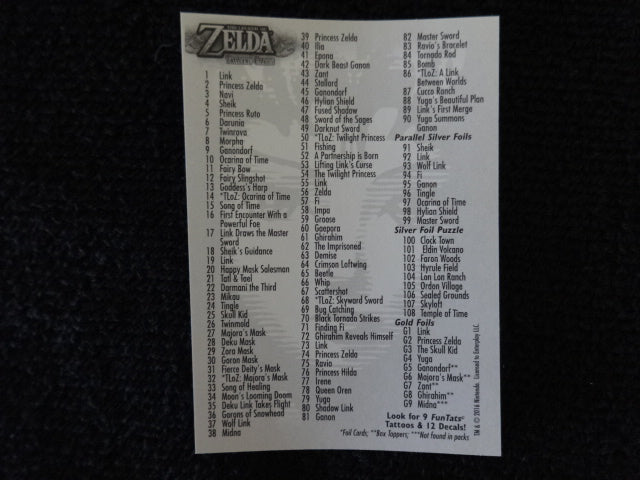 THE LEGEND OF
ZELDA
1 Link
2 Princess Zelda
3 Navi
4 Sheik
5 Princess Ruto
6 Darunia
7 Twinrova
8 Morpha
9 Ganondorf
10 Ocarina of Time
11 Fairy Bow
12 Fairy Slingshot
13 Goddess's Harp
14 *TLoZ: Ocarina of Time
15 Song of Time
16 First Encounter With a
Powerful Foe
17 Link Draws the Master
Sword
18 Sheik's Guidance
19 Link
20 Happy Mask Salesman
21 Tatl & Tael
22 Darmani the Third
23 Mikau
24 Tingle
25 Skull Kid
26 Twinmold
27 Majora's Mask
28 Deku Mask
29 Zora Mask
30 Goron Mask
31 Fierce Deity's Mask
32 *TLoZ: Majora's Mask
33 Song of Healing
34 Moon's Looming Doom
35 Deku Link Takes Flight
36 Gorons of Snowhead
37 Wolf Link
38 Midna
39 Princess Zelda
40 Ilia
41 Epona
42 Dark Beast Ganon
43 Zant
44 Stallord
45 Ganondorf
46 Hylian Shield
47 Fused Shadow
48 Sword of the Sages
49 Darknut Sword
50 *TLoZ: Twilight Princess
51 Fishing
52 A Partnership is Born
53 Lifting Link's Curse
54 The Twilight Princess
55 Link
56 Zelda
57 Fi
58 Impa
59 Groose
60 Gaepora
61 Ghirahim
62 The Imprisoned
63 Demise
64 Crimson Loftwing
65 Beetle
66 Whip
67 Scattershot
68 *TLoZ: Skyward Sword
69 Bug Catching
70 Black Tornado Strikes
71 Finding Fi
72 Ghirahim Reveals Himself
73 Link
74 Princess Zelda
75 Ravio
76 Princess Hilda
77 Irene
78 Queen Oren
79 Yuga
80 Shadow Link
81 Ganon
82 Master Sword
83 Ravio's Bracelet
84 Tornado Rod
85 Bomb
86 *TLoZ: A Link
Between Worlds
87 Cucco Ranch
88 Yuga's Beautiful Plan
89 Link's First Merge
90 Yuga Summons
Ganon
Parallel Silver Foils
91 Sheik
92 Link
93 Wolf Link
94 Fi
95 Ganon
96 Tingle
97 Ocarina of Time
98 Hylian Shield
99 Master Sword
Silver Foil Puzzle
100 Clock Town
101 Eldin Volcano
102 Faron Woods
103 Hyrule Field
104 Lon Lon Ranch
105 Ordon Village
106 Sealed Grounds
107 Skyloft
108 Temple of Time
Gold Foils
G1 Link
G2 Princess Zelda
G3 The Skull Kid
G4 Yuga
G5 Ganondorf**
G6 Majora's Mask**
G7 Zant**
G8 Ghirahim**
G9 Midna***
Look for 9 FunTats
Tattoos & 12 Decals!
*Foil Cards; **Box Toppers; ***Not found in packs
TM & © 2016 Nintendo. Licensed to Enterplay LLC.